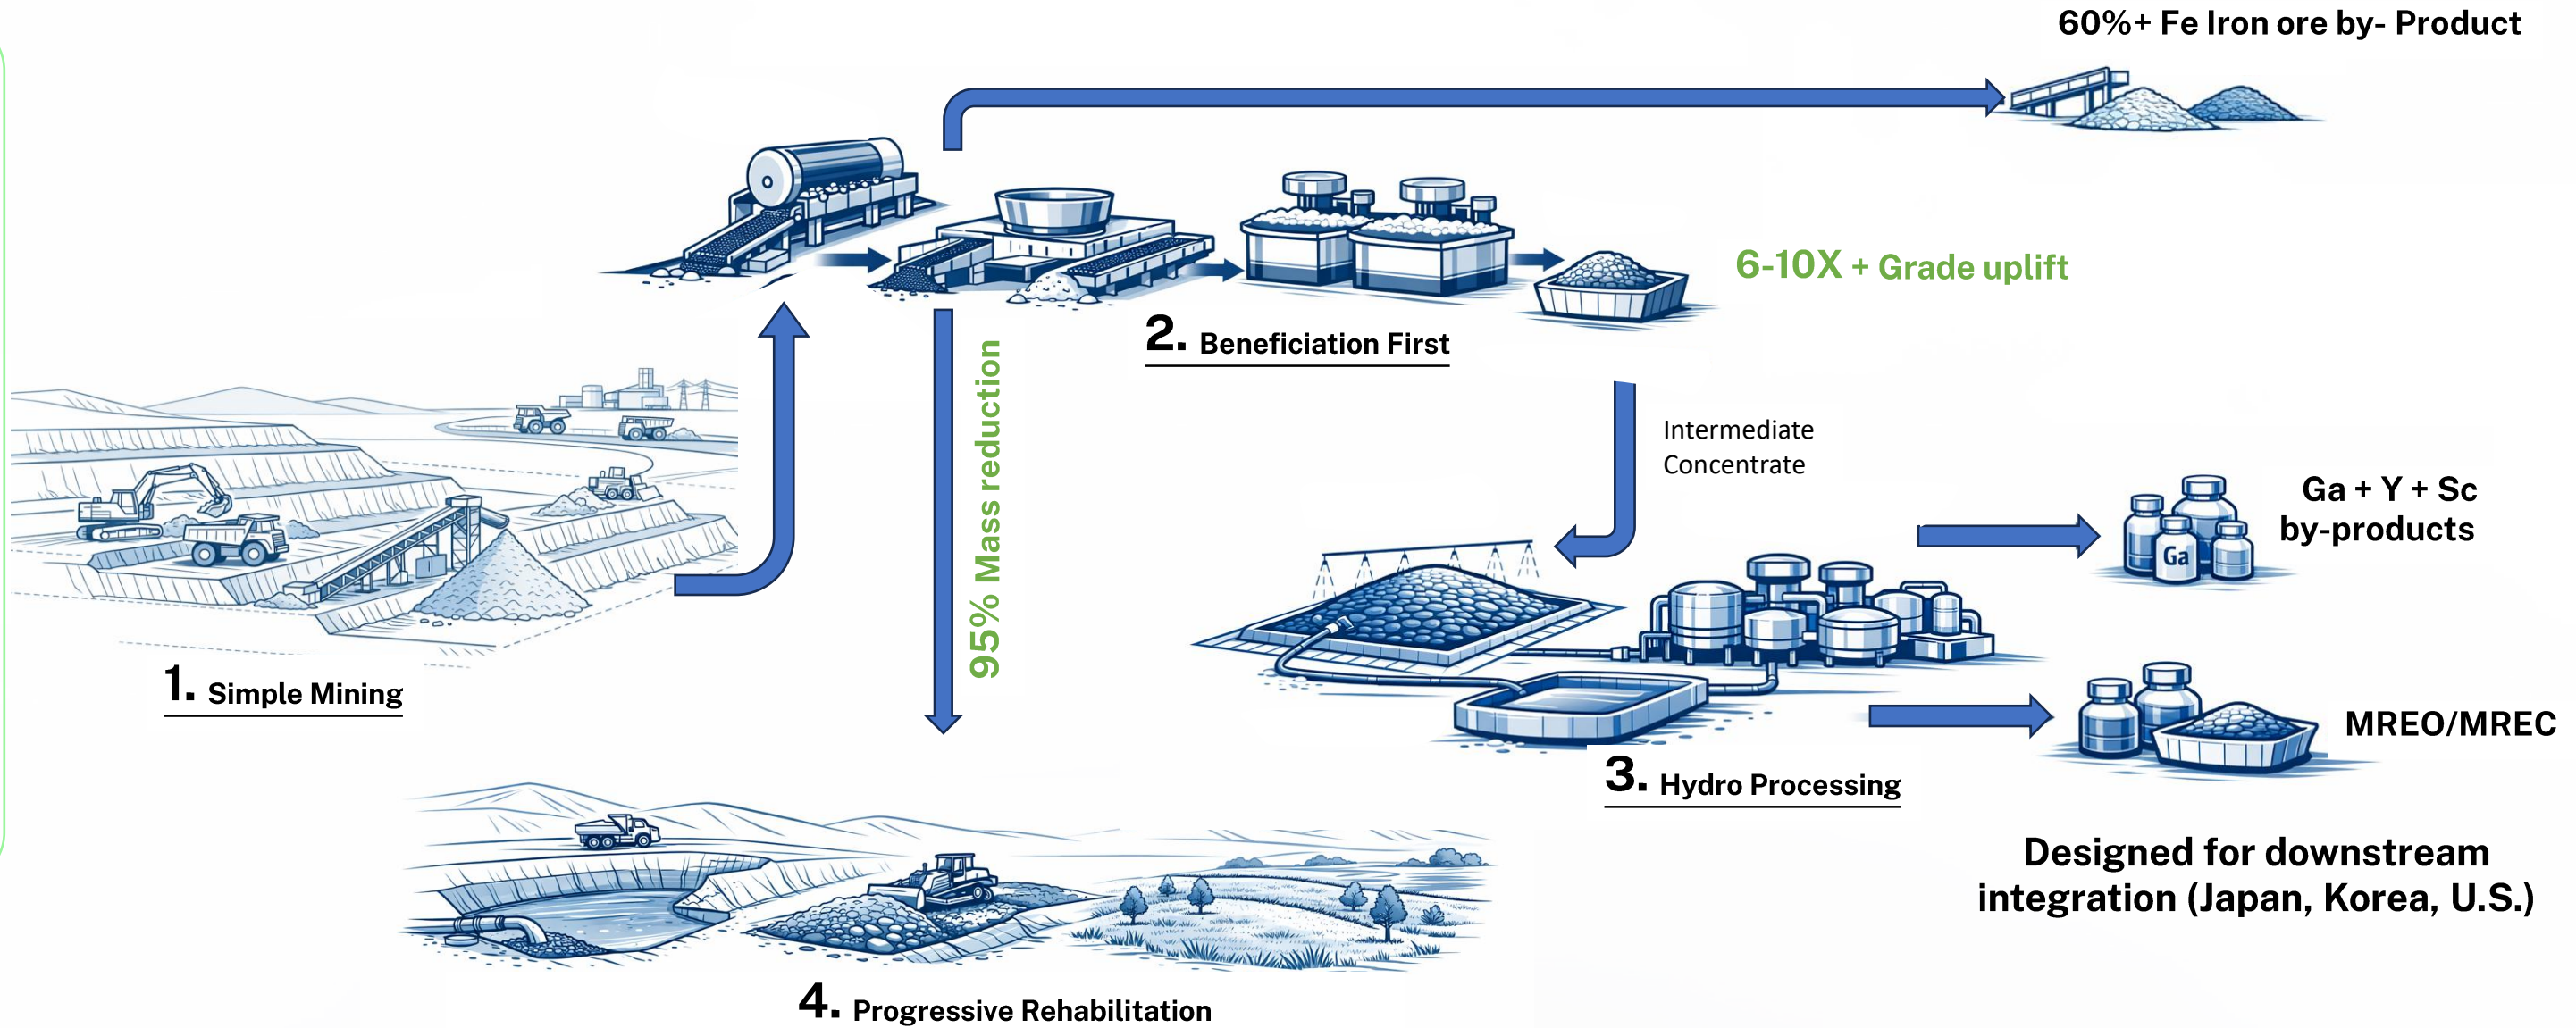 60%+ Fe Iron ore by- Product
6-10X + Grade uplift
2. Beneficiation First
95% Mass reduction
Intermediate
Concentrate
1. Simple Mining
Ga + Y + Sc
by-products
Ga
MREO/MREC
3. Hydro Processing
Designed for downstream
integration (Japan, Korea, U.S.)
4. Progressive Rehabilitation